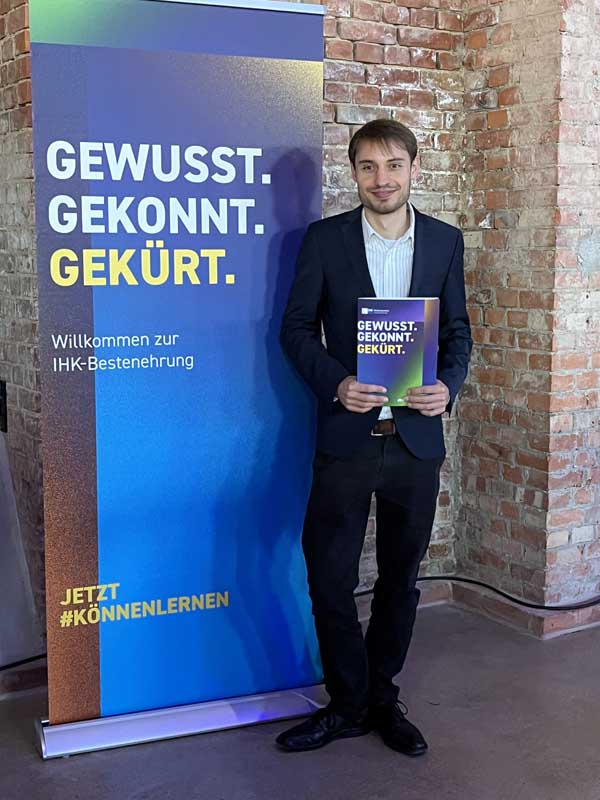 GEWUSST.
GEKONNT.
GEKÜRT.
Willkommen zur
IHK-Bestenehrung
JETZT
#KÖNNENLERNEN
GEWUSST.
GEKONNT.
GEKÜRT.